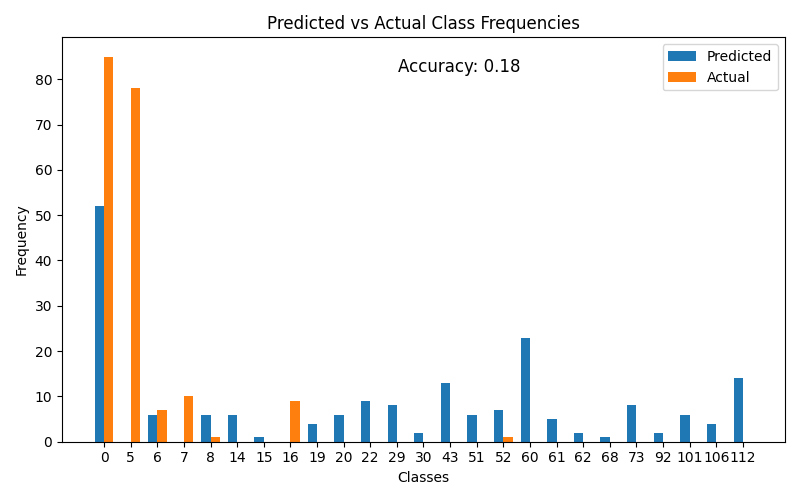 Predicted vs Actual Class Frequencies
Accuracy: 0.18
Predicted
Actual
Frequency
80
70
60
50
40
30
20
10
0
0 5 6 7 8 14 15 16 19 20 22 29 30 43 51 52 60 61 62 68 73 92 101 106 112
Classes